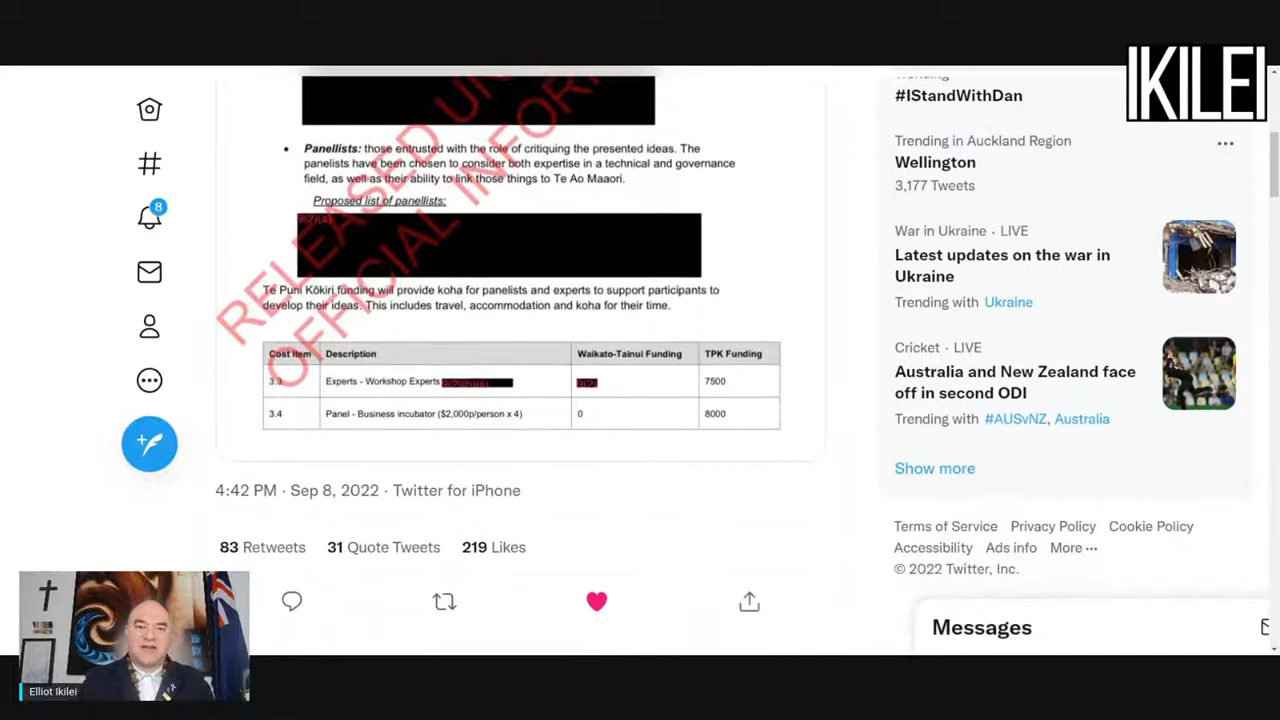 IKILEI
#IStandWithDan
Trending in Auckland Region
Wellington
3,177 Tweets
War in Ukraine · LIVE
Latest updates on the war in
Ukraine
Trending with Ukraine
Cricket · LIVE
Australia and New Zealand face
off in second ODI
Trending with #AUSvNZ, Australia
Show more
Terms of Service Privacy Policy Cookie Policy
Accessibility Ads info More ···
© 2022 Twitter, Inc.
Messages
8
RELEASED UN
OFFICIAL INFOR
• Panellists: those entrusted with the role of critiquing the presented ideas. The
panelists have been chosen to consider both expertise in a technical and governance
field, as well as their ability to link those things to Te Ao Maaori.
Proposed list of panellists:
Te Puni Kōkiri funding will provide koha for panelists and experts to support participants to
develop their ideas. This includes travel, accommodation and koha for their time.
Cost Item Description Waikato-Tainui Funding TPK Funding
3.3 Experts - Workshop Experts 7500
3.4 Panel - Business incubator ($2,000p/person x 4) 0 8000
4:42 PM · Sep 8, 2022 · Twitter for iPhone
83 Retweets 31 Quote Tweets 219 Likes
Elliot Ikilei